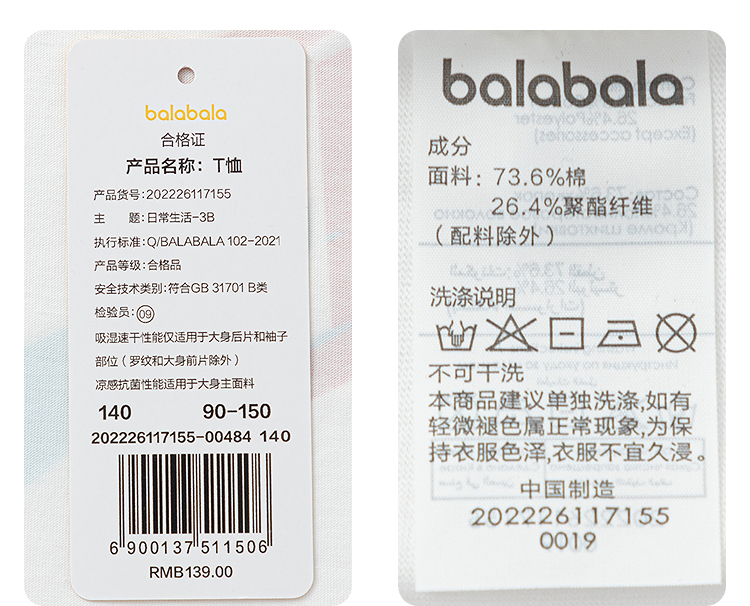 balabala
合格证
产品名称：T恤
产品货号:202226117155
主　　题:日常生活-3B
执行标准:Q/BALABALA 102-2021
产品等级:合格品
安全技术类别:符合GB 31701 B类
检验员:09
吸湿速干性能仅适用于大身后片和袖子
部位（罗纹和大身前片除外）
凉感抗菌性能适用于大身主面料
140 90-150
202226117155-00484 140
6 900137 511506
RMB139.00
balabala
成分
面料：73.6%棉
26.4%聚酯纤维
（配料除外）
洗涤说明
不可干洗
本商品建议单独洗涤,如有
轻微褪色属正常现象,为保
持衣服色泽,衣服不宜久浸。
中国制造
202226117155
0019